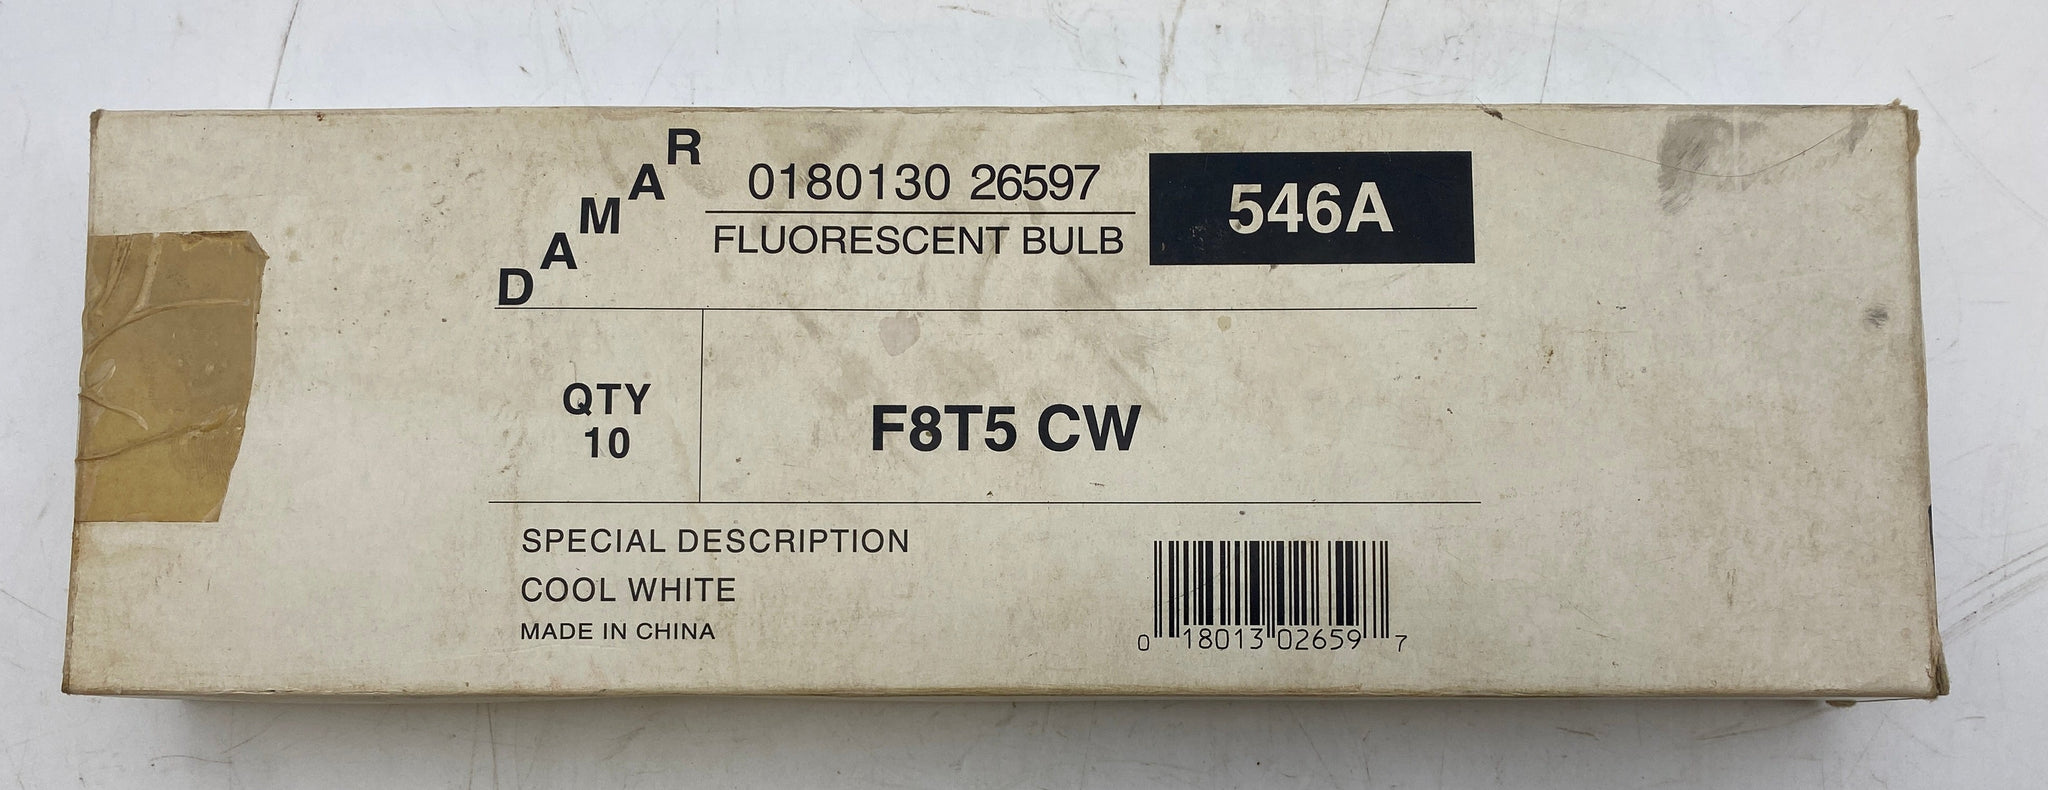 DAMAR
0180130 26597
FLUORESCENT BULB
546A
QTY
10
F8T5 CW
SPECIAL DESCRIPTION
COOL WHITE
MADE IN CHINA
0 18013 02659 7